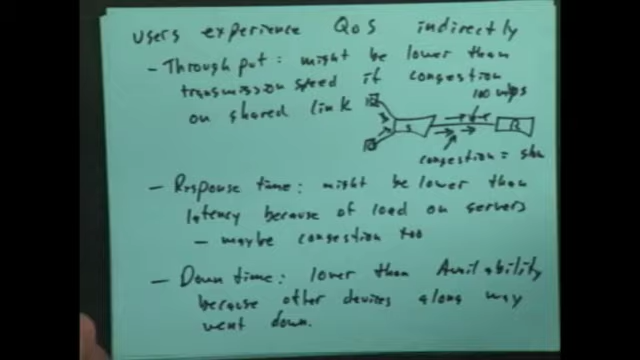 users experience QoS indirectly
- Throughput: might be lower than
transmission speed if congestion
on shared link
100 mbps
S
R
congestion =
- Response time: might be lower than
latency because of load on servers
- maybe congestion too
- Down time: lower than Availability
because other devices along way
went down.